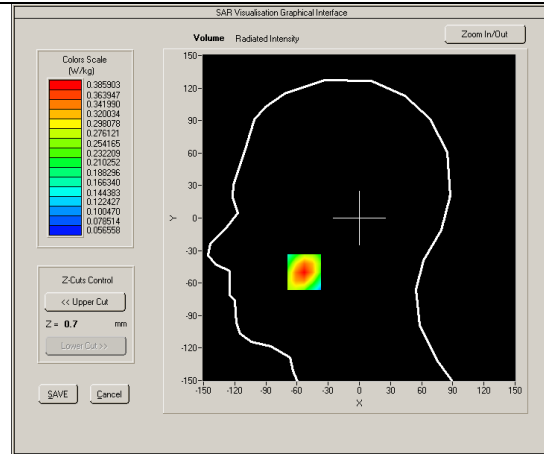 SAR Visualisation Graphical Interface
Volume Radiated Intensity
Zoom In/Out
Colors Scale
(W/kg)
0.385903
0.363947
0.341990
0.320034
0.298078
0.276121
0.254165
0.232209
0.210252
0.188296
0.166340
0.144383
0.122427
0.100470
0.078514
0.056558
Z-Cuts Control
<< Upper Cut
Z = 0.7 mm
Lower Cut >>
SAVE Cancel
150
120
90
60
30
0
-30
-60
-90
-120
-150
Y
-150 -120 -90 -60 -30 0 30 60 90 120 150
X